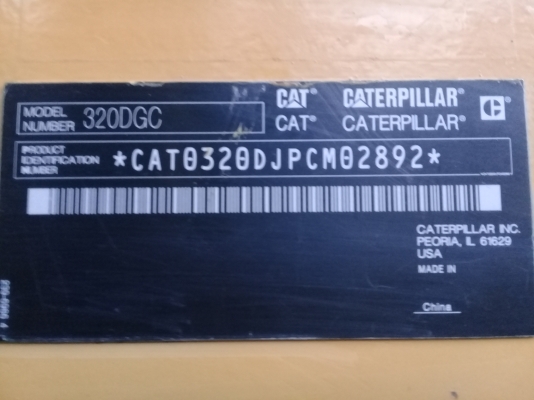 MODEL NUMBER 320DGC
CAT CATERPILLAR
CAT® CATERPILLAR®
C
PRODUCT IDENTIFICATION NUMBER *CAT0320DJPCM02892*
CATERPILLAR INC.
PEORIA, IL 61629
USA
MADE IN
China